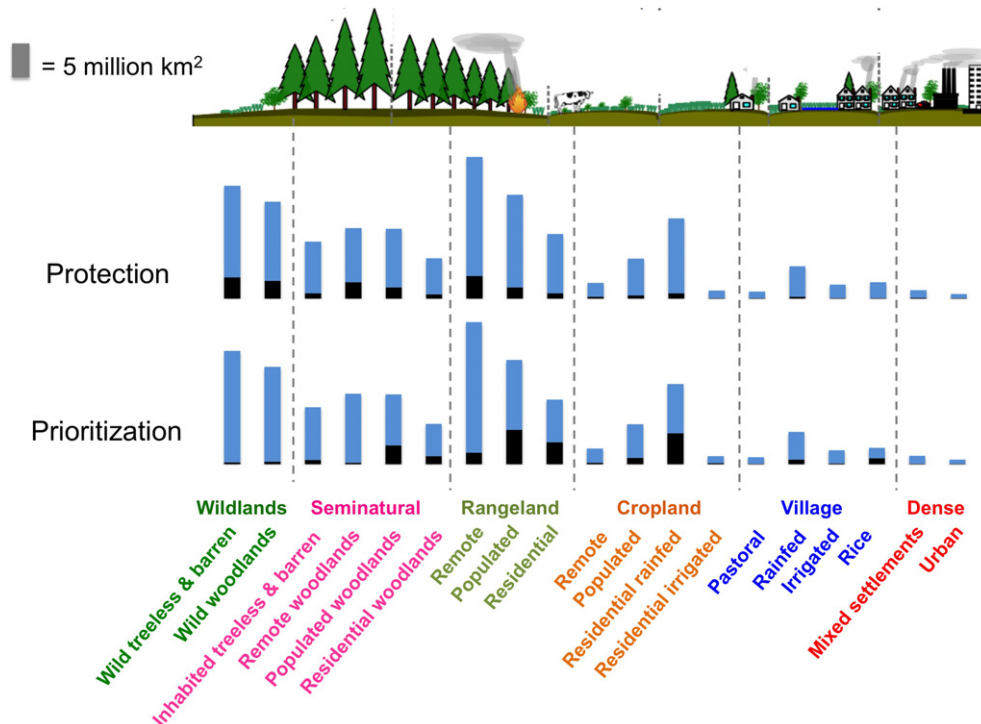 = 5 million km²
Protection
Prioritization
Wildlands
Seminatural
Rangeland
Cropland
Village
Dense
Wild treeless & barren
Wild woodlands
Inhabited treeless & barren
Remote woodlands
Populated woodlands
Residential woodlands
Remote
Populated
Residential
Remote
Populated
Residential rainfed
Residential irrigated
Pastoral
Rainfed
Irrigated
Rice
Mixed settlements
Urban